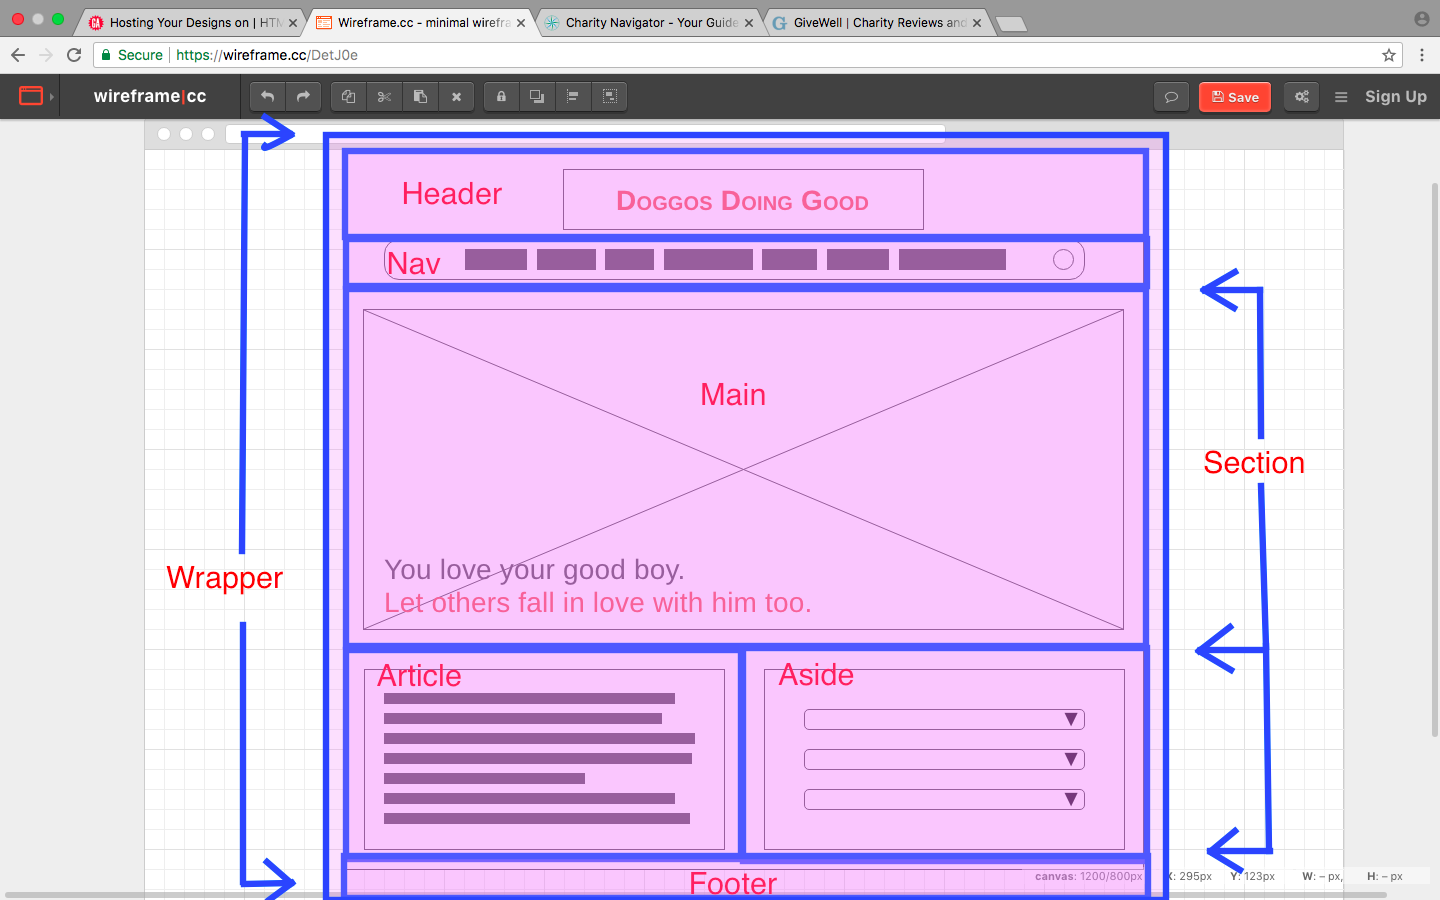 Hosting Your Designs on | HTM
Wireframe.cc - minimal wirefra
Charity Navigator - Your Guide
GiveWell | Charity Reviews and
Secure https://wireframe.cc/DetJ0e
wireframe|cc
Save
Sign Up
Header
Doggos Doing Good
Nav
Main
Section
You love your good boy.
Wrapper
Let others fall in love with him too.
Article
Aside
Footer
canvas: 1200/800px X: 295px Y: 123px W: – px, H: – px